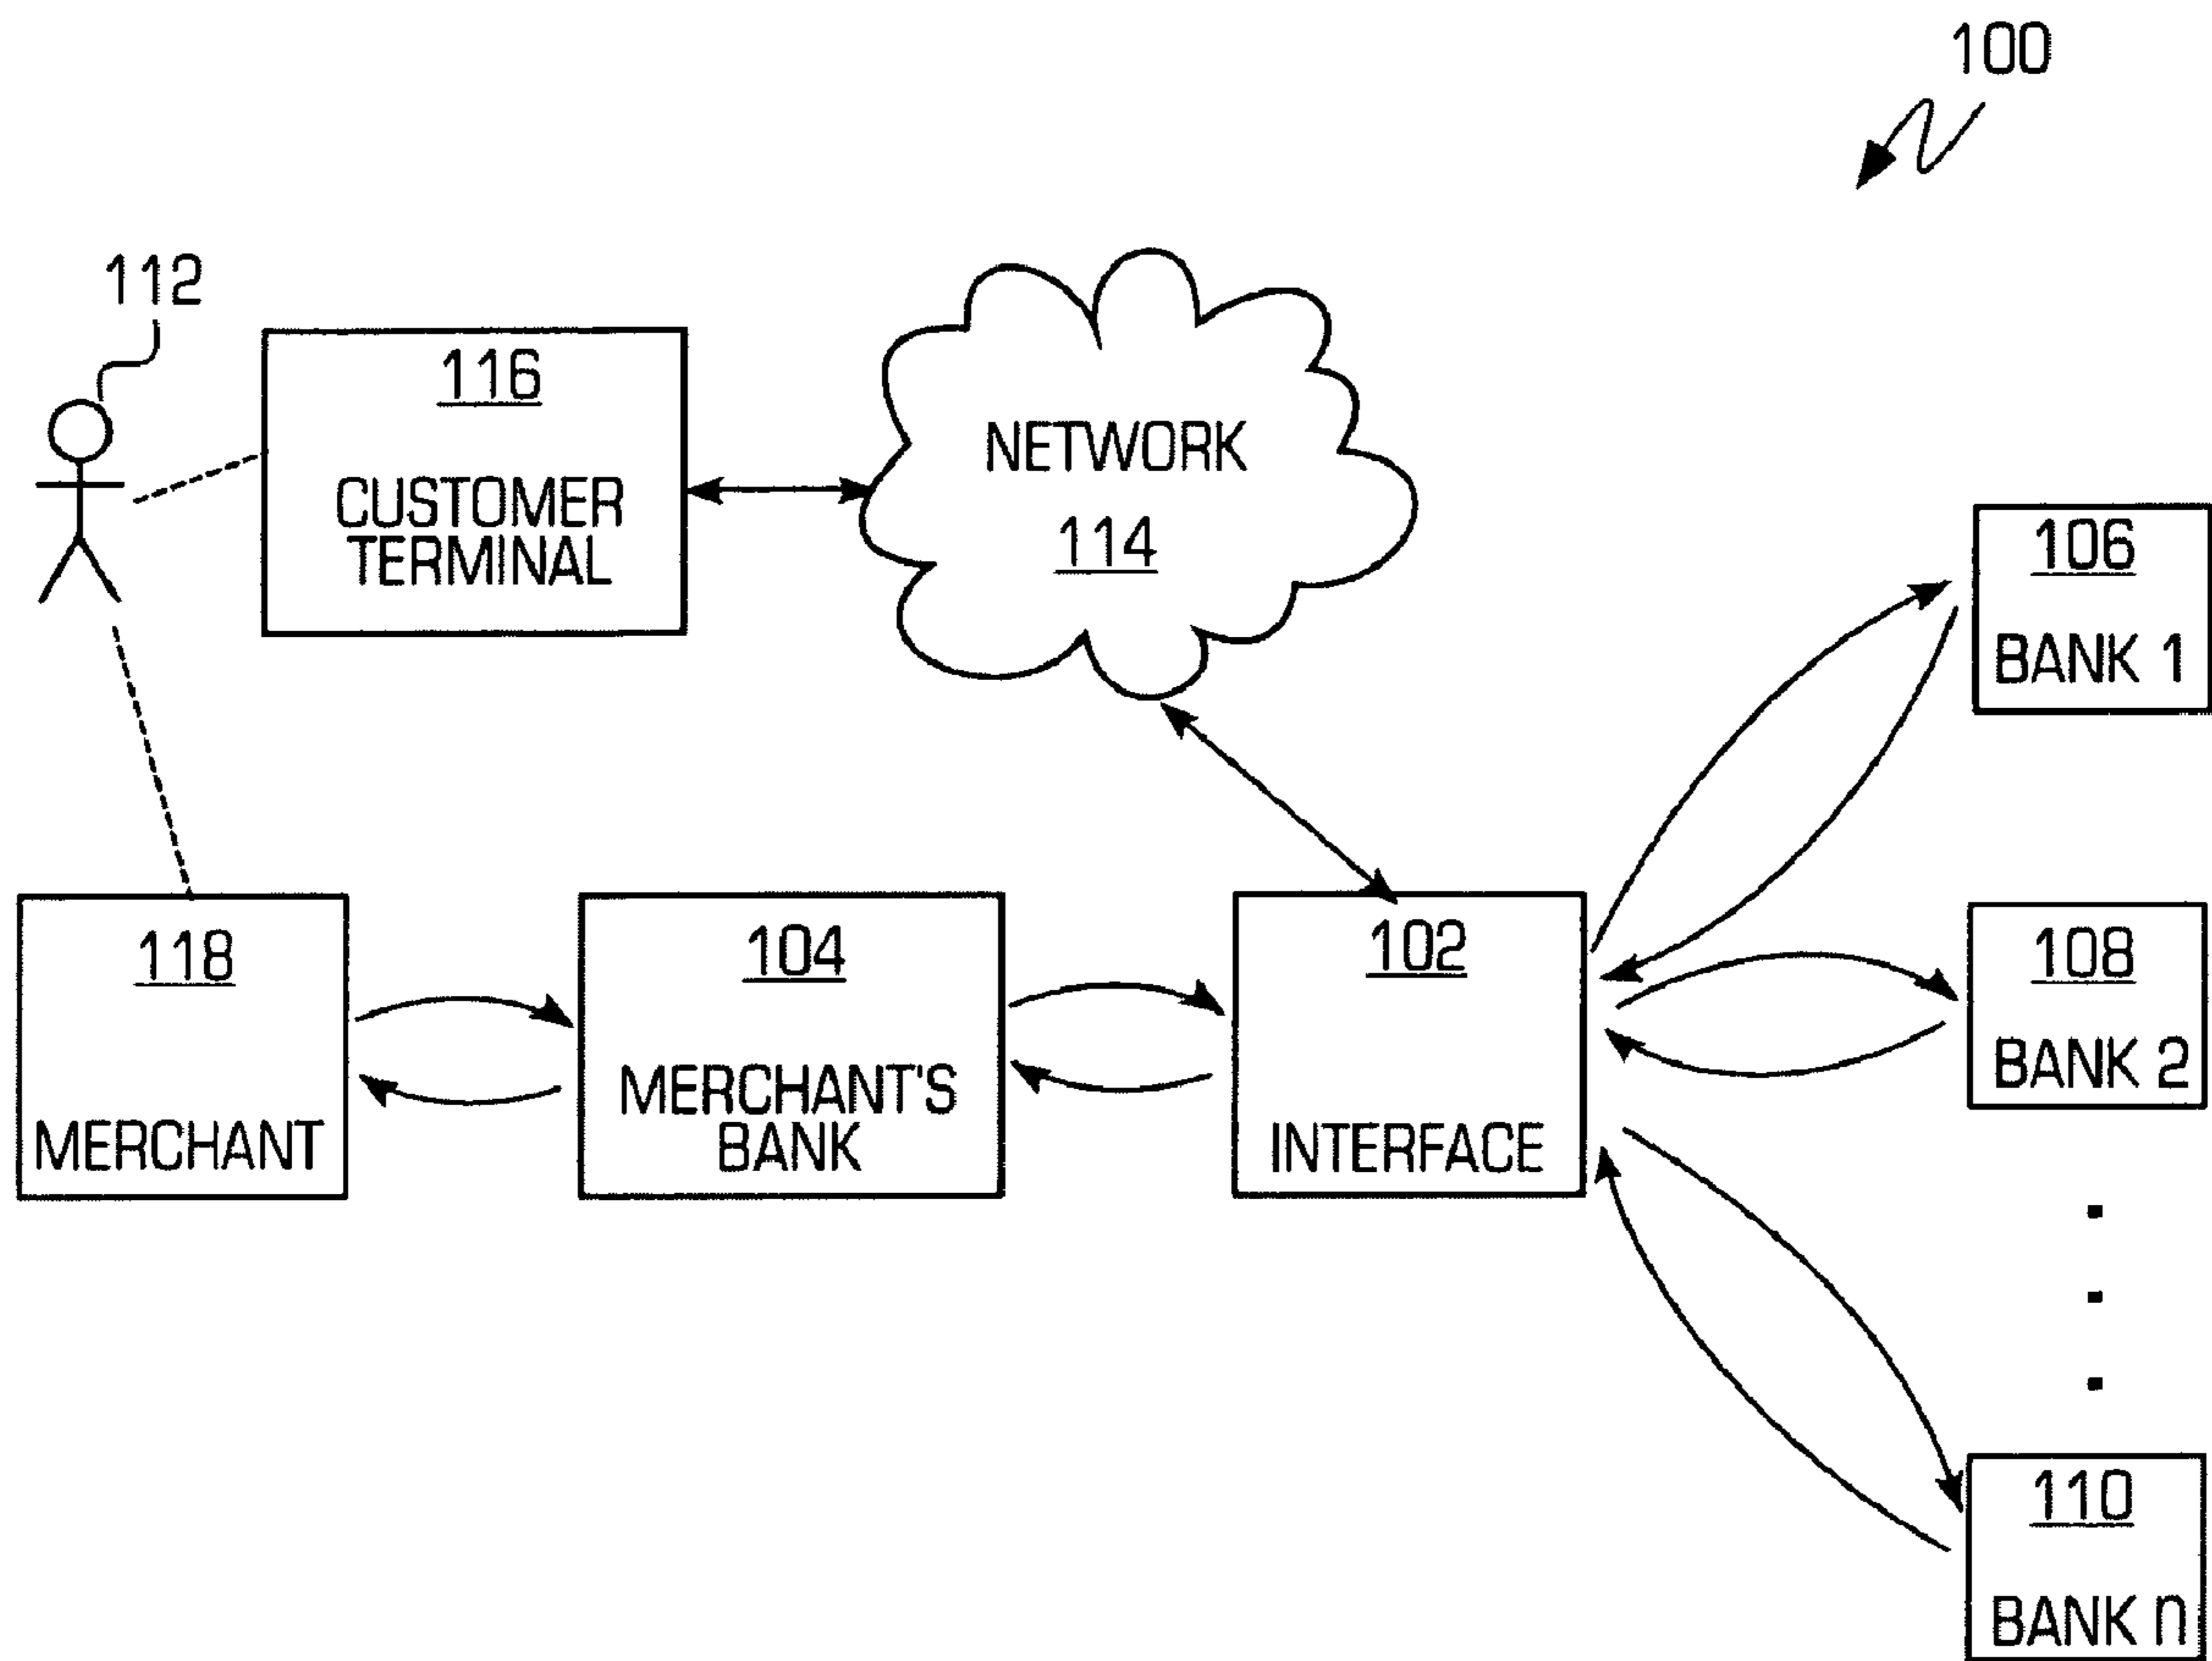 100
112
116
CUSTOMER
TERMINAL
NETWORK
114
106
BANK 1
118
MERCHANT
104
MERCHANT'S
BANK
102
INTERFACE
108
BANK 2
110
BANK n